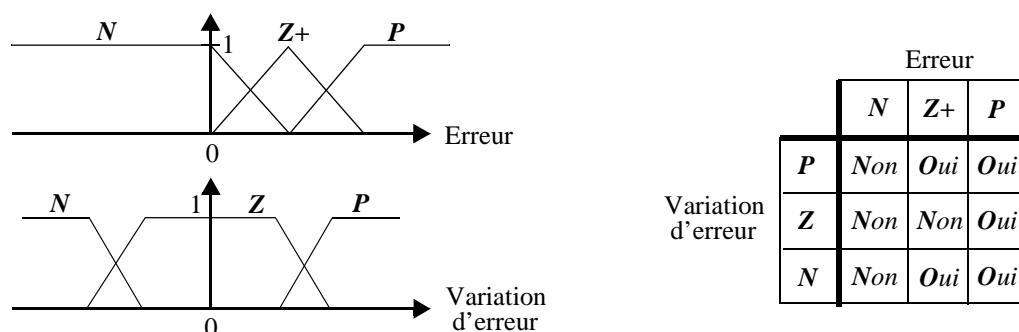 N Z+ P
1
Erreur
0
N 1 Z P
Variation
d'erreur
0
Erreur
N Z+ P
P Non Oui Oui
Variation
d'erreur
Z Non Non Oui
N Non Oui Oui